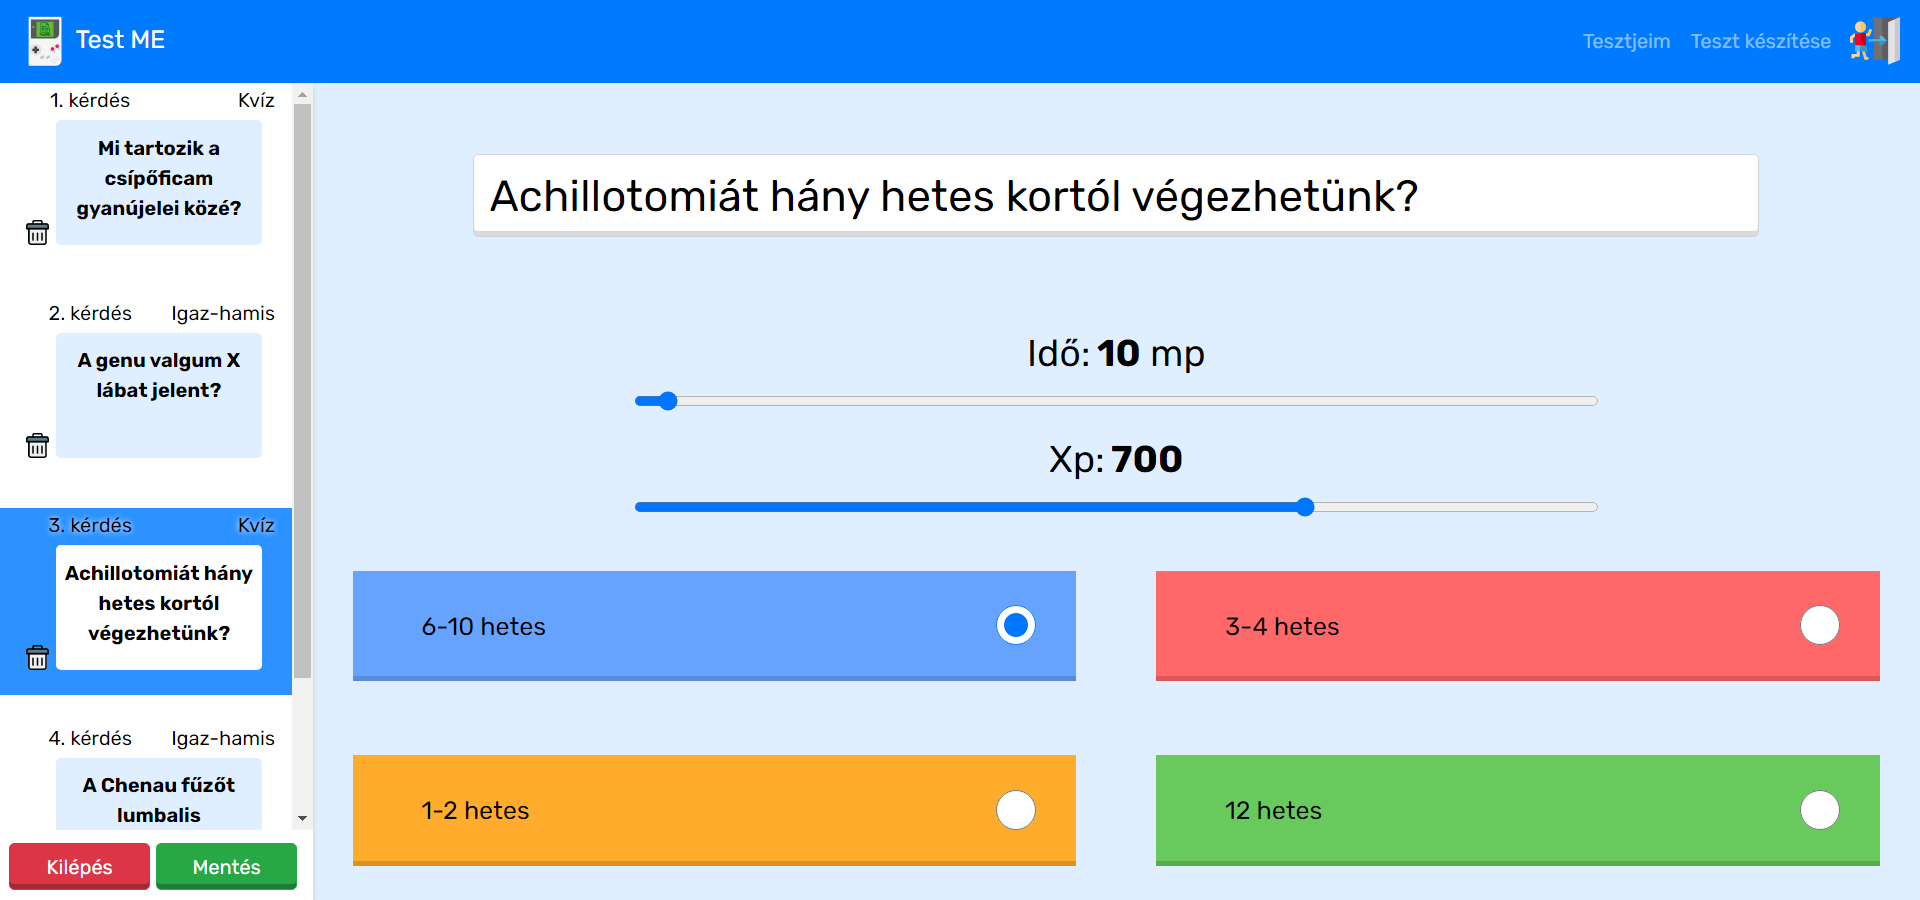 Test ME
Tesztjeim
Teszt készítése
1. kérdés
Kvíz
Mi tartozik a
csípőficam
gyanújelei közé?
2. kérdés
Igaz-hamis
A genu valgum X
lábat jelent?
3. kérdés
Kvíz
Achillotomiát hány
hetes kortól
végezhetünk?
4. kérdés
Igaz-hamis
A Chenau fűzőt
lumbalis
Kilépés
Mentés
Achillotomiát hány hetes kortól végezhetünk?
Idő: 10 mp
Xp: 700
6-10 hetes
3-4 hetes
1-2 hetes
12 hetes